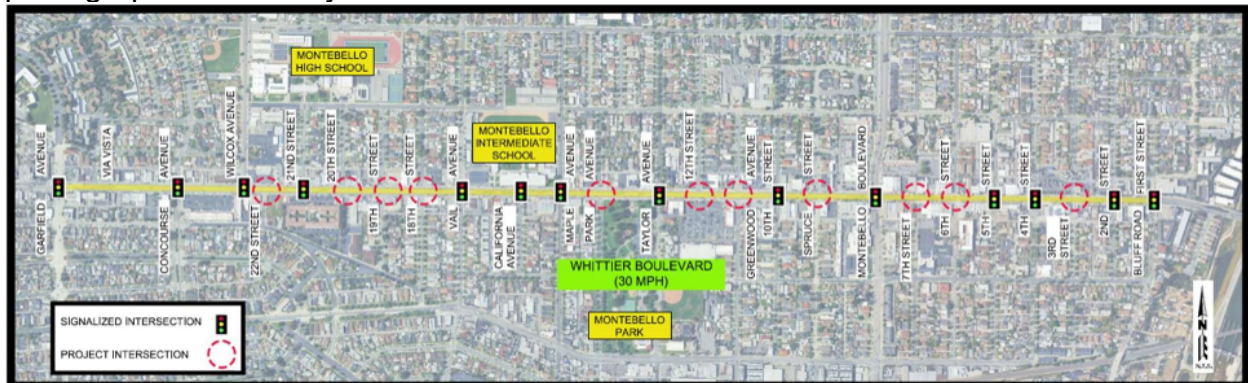 MONTEBELLO
HIGH SCHOOL
MONTEBELLO
INTERMEDIATE
SCHOOL
GARFIELD AVENUE
VIA VISTA
CONCOURSE AVENUE
WILCOX AVENUE
22ND STREET
21ND STREET
20TH STREET
19TH STREET
18TH STREET
VAIL AVENUE
CALIFORNIA
AVENUE
MAPLE AVENUE
PARK AVENUE
TAYLOR AVENUE
12TH STREET
GREENWOOD AVENUE
10TH STREET
SPRUCE STREET
MONTEBELLO BOULEVARD
7TH STREET
6TH STREET
5TH STREET
4TH STREET
3RD
STREET
2ND STREET
BLUFF ROAD FIRST STREET
WHITTIER BOULEVARD
(30 MPH)
MONTEBELLO
PARK
SIGNALIZED INTERSECTION
PROJECT INTERSECTION
N.T.S.